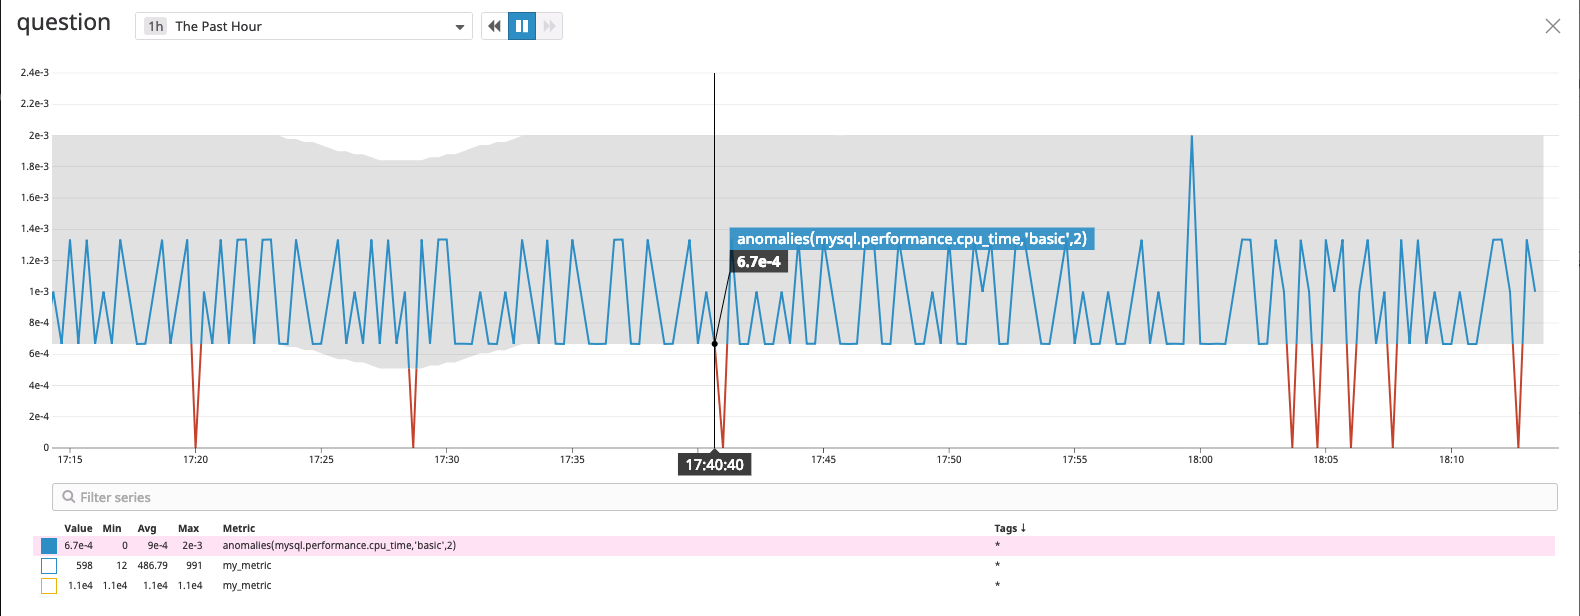 question
1h The Past Hour
2.4e-3
2.2e-3
2e-3
1.8e-3
1.6e-3
1.4e-3
1.2e-3
1e-3
8e-4
6e-4
4e-4
2e-4
0
anomalies(mysql.performance.cpu_time,'basic',2)
6.7e-4
17:15 17:20 17:25 17:30 17:35 17:45 17:50 17:55 18:00 18:05 18:10
17:40:40
Filter series
Value Min Avg Max Metric Tags ↓
6.7e-4 0 9e-4 2e-3 anomalies(mysql.performance.cpu_time,'basic',2) *
598 12 486.79 991 my_metric *
1.1e4 1.1e4 1.1e4 1.1e4 my_metric *